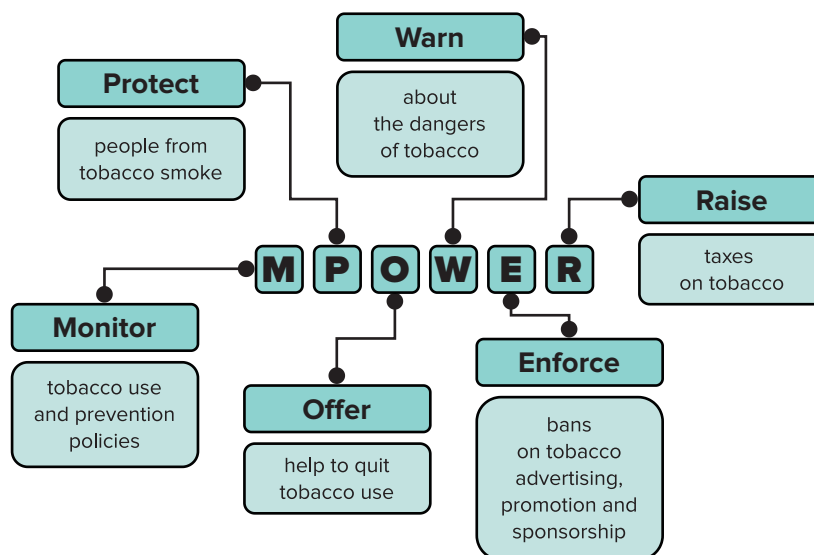 Warn
about
the dangers
of tobacco
Protect
people from
tobacco smoke
Raise
taxes
on tobacco
MPOWER
Monitor
tobacco use
and prevention
policies
Offer
help to quit
tobacco use
Enforce
bans
on tobacco
advertising,
promotion and
sponsorship